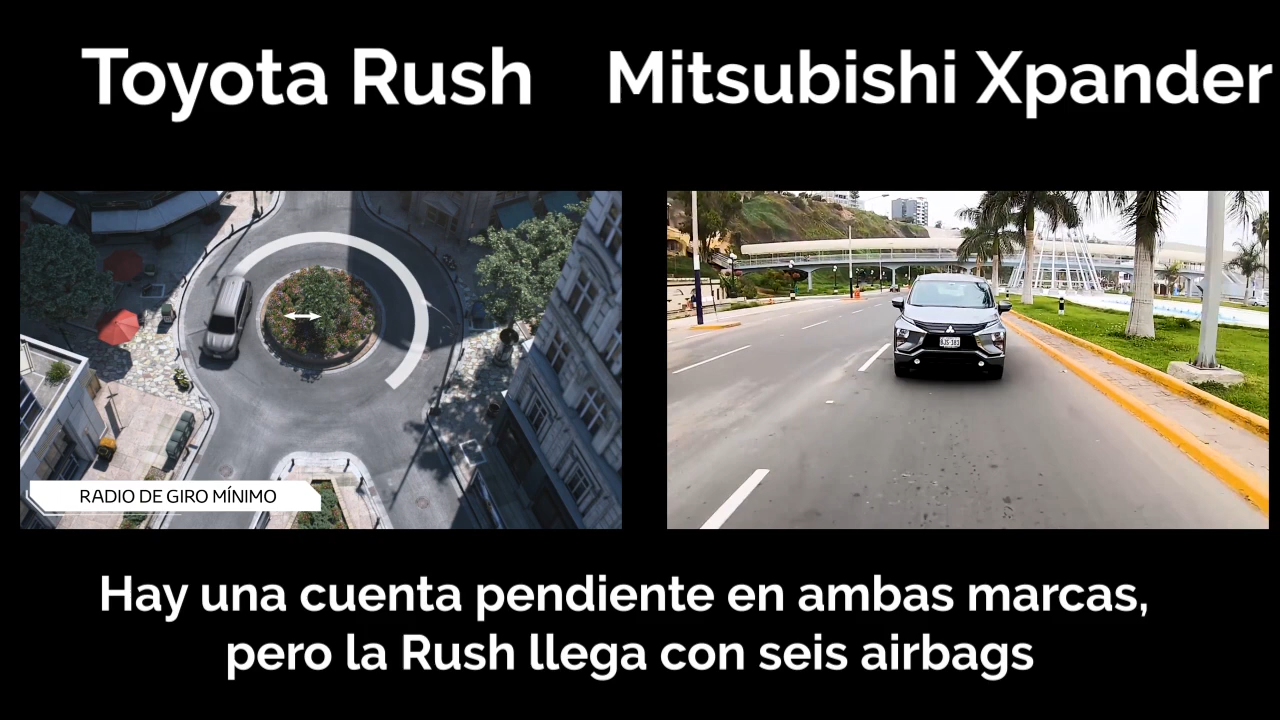 Toyota Rush
Mitsubishi Xpander
RADIO DE GIRO MÍNIMO
Hay una cuenta pendiente en ambas marcas,
pero la Rush llega con seis airbags